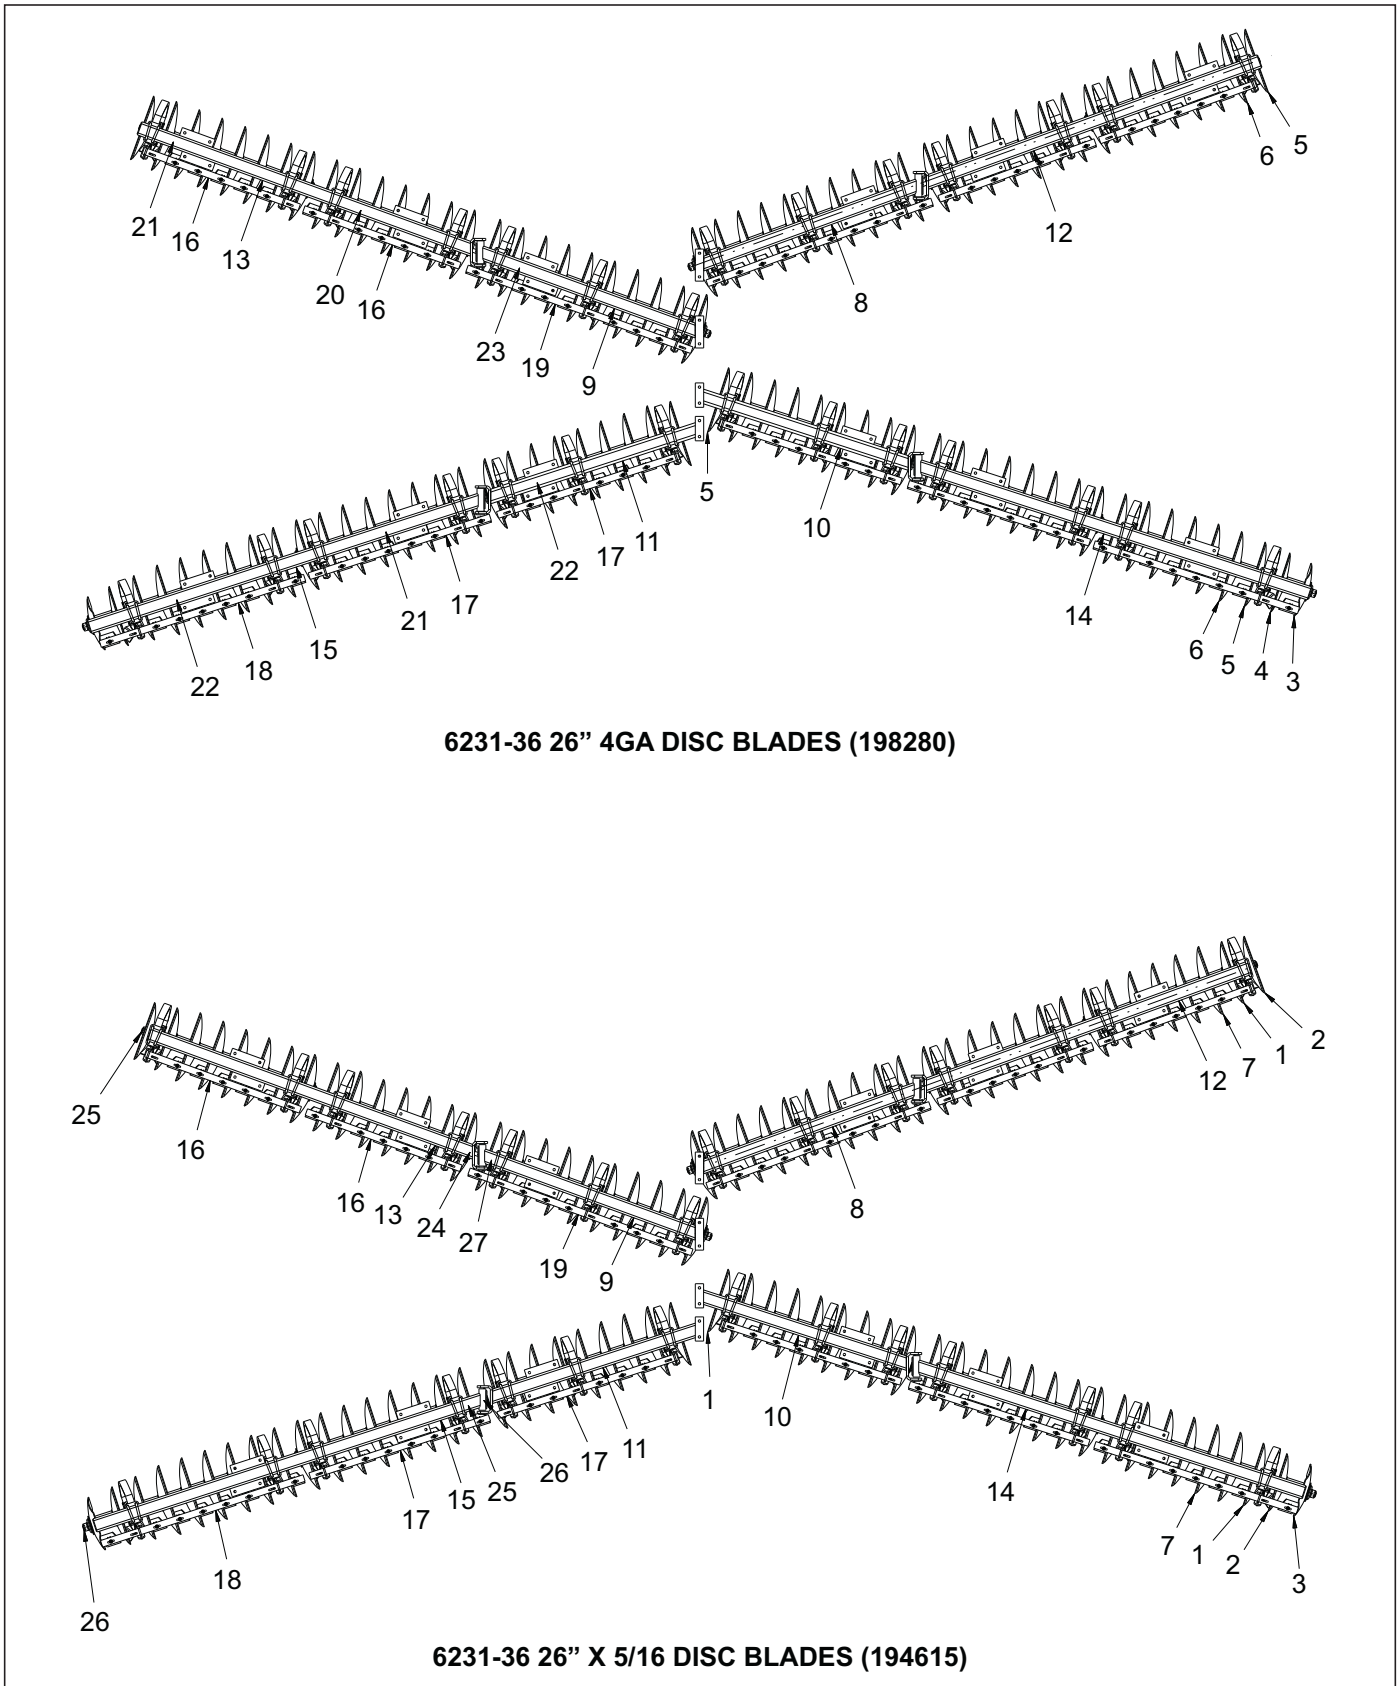 6 5
21 16 13
12
20 16
8
23 19 9
5
10
22 17 11
21 17
14
22 18 15
6 5 4 3
6231-36 26” 4GA DISC BLADES (198280)
25
16
16 13 24 27
19 9
12 7 1 2
8
1
10
17 15 25 26 17 11
14
18
26
7 1 2 3
6231-36 26” X 5/16 DISC BLADES (194615)